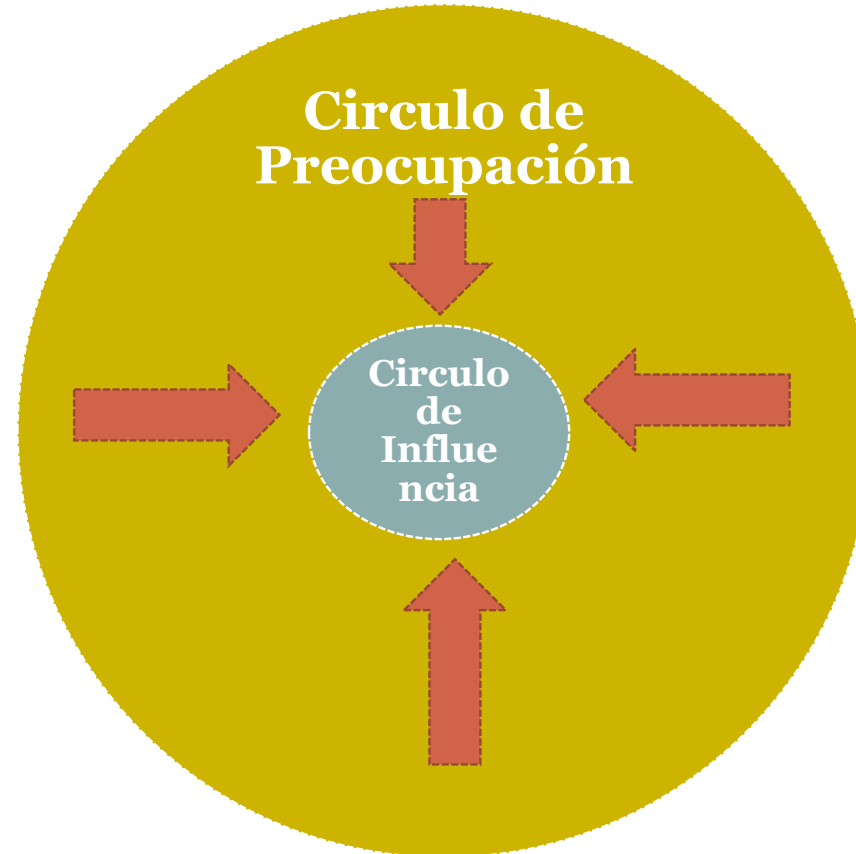 Circulo de
Preocupación
Circulo
de
Influe
ncia